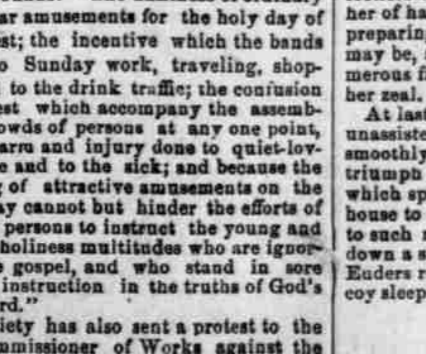 ar amusements for the holy day of
st; the incentive which the bands
o Sunday work, traveling, shop-
to the drink traffic; the confusion
est which accompany the assemb-
owds of persons at any one point,
arm and injury done to quiet-lov-
e and to the sick; and because the
g of attractive amusements on the
ay cannot but hinder the efforts of
persons to instruct the young and
holiness multitudes who are ignor-
e gospel, and who stand in sore
instruction in the truths of God's
rd."
iety has also sent a protest to the
mmissioner of Works against the
her of ha
preparing
may be,
merous f
her zeal.
At last
unassiste
smoothly
triumph
which sp
house to
to such
down a s
Euders r
coy sleep